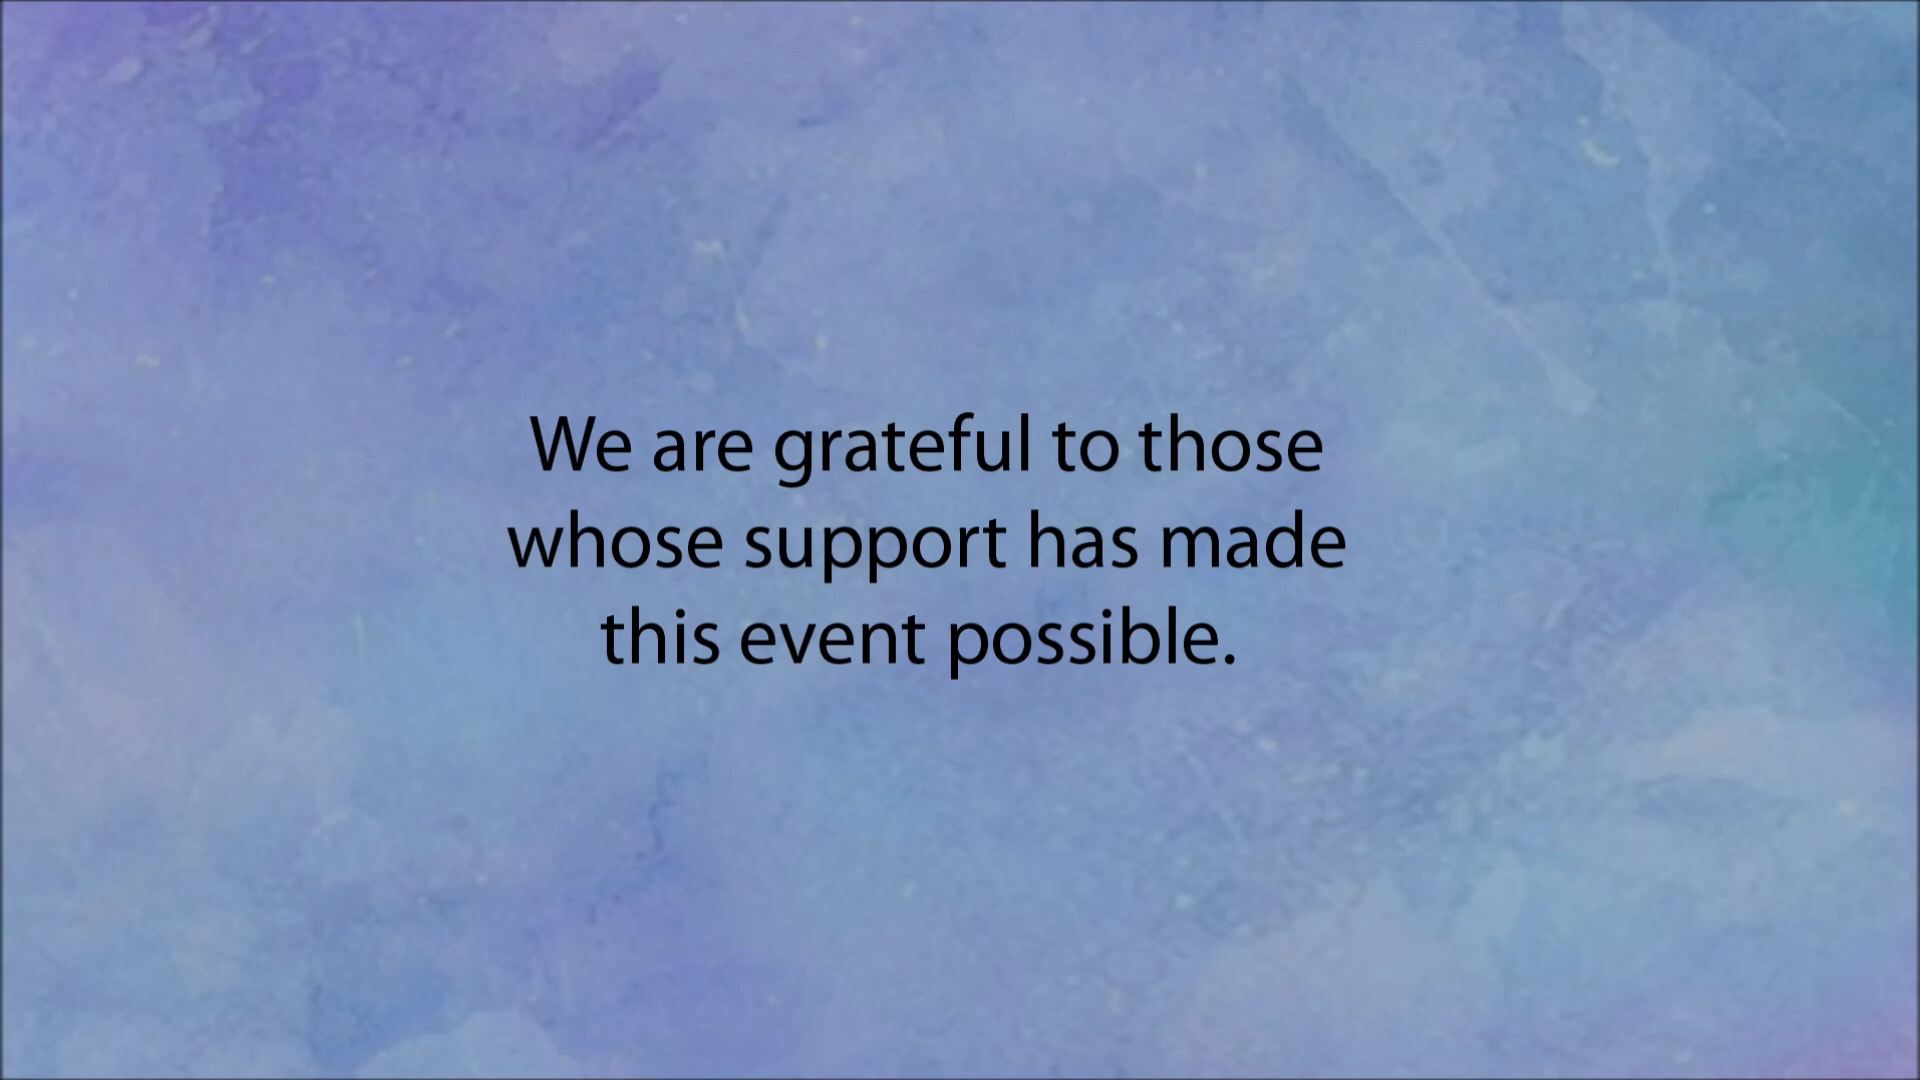 We are grateful to those
whose support has made
this event possible.